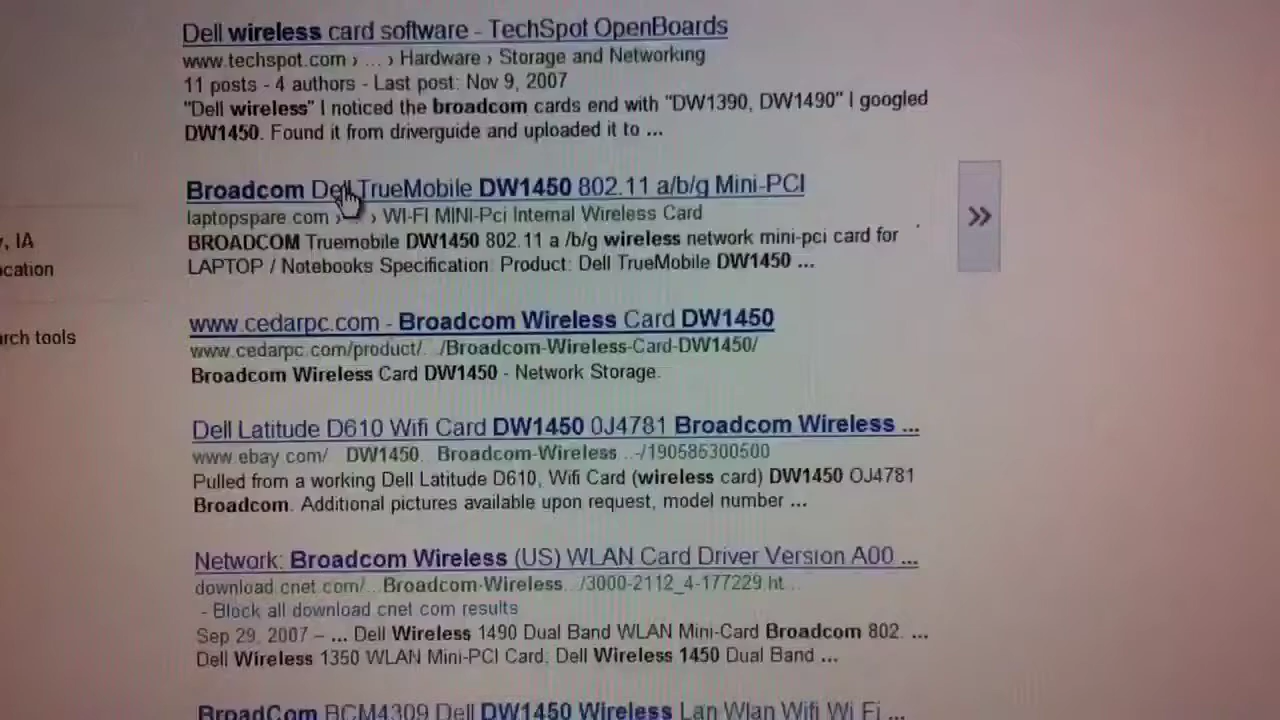 Dell wireless card software - TechSpot OpenBoards
www.techspot.com › ... › Hardware › Storage and Networking
11 posts - 4 authors - Last post: Nov 9, 2007
"Dell wireless" I noticed the broadcom cards end with "DW1390, DW1490" I googled
DW1450. Found it from driverguide and uploaded it to ...
Broadcom Dell TrueMobile DW1450 802.11 a/b/g Mini-PCI
laptopspare.com › › WI-FI MINI-Pci Internal Wireless Card
BROADCOM Truemobile DW1450 802.11 a /b/g wireless network mini-pci card for
LAPTOP / Notebooks Specification: Product: Dell TrueMobile DW1450 ...
»
, IA
cation
www.cedarpc.com - Broadcom Wireless Card DW1450
rch tools
www.cedarpc.com/product/.../Broadcom-Wireless-Card-DW1450/
Broadcom Wireless Card DW1450 - Network Storage.
Dell Latitude D610 Wifi Card DW1450 0J4781 Broadcom Wireless ...
www.ebay.com/...DW1450...Broadcom-Wireless...-/190585300500
Pulled from a working Dell Latitude D610, Wifi Card (wireless card) DW1450 OJ4781
Broadcom. Additional pictures available upon request, model number ...
Network: Broadcom Wireless (US) WLAN Card Driver Version A00 ...
download.cnet.com/...Broadcom-Wireless.../3000-2112_4-177229.ht...
- Block all download.cnet.com results
Sep 29, 2007 – ... Dell Wireless 1490 Dual Band WLAN Mini-Card Broadcom 802. ...
Dell Wireless 1350 WLAN Mini-PCI Card; Dell Wireless 1450 Dual Band ...
BroadCom BCM4309 Dell DW1450 Wireless Lan Wlan Wifi Wi Fi ...